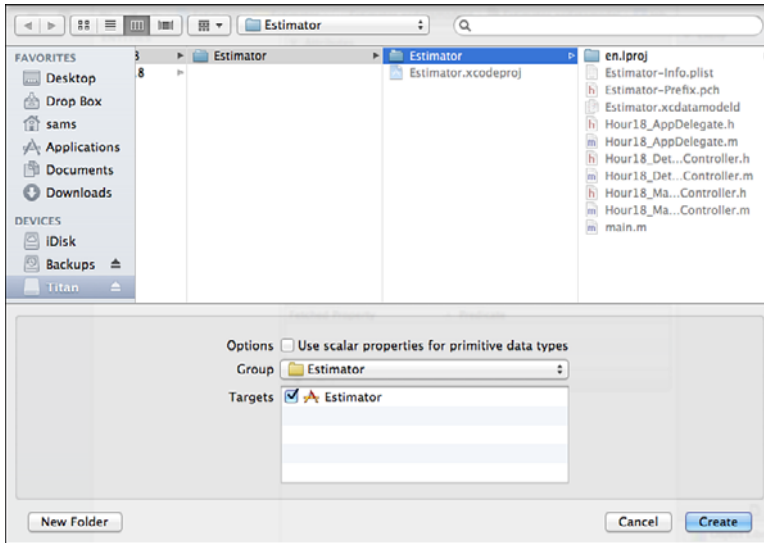 Estimator
FAVORITES
Desktop
Drop Box
sams
Applications
Documents
Downloads
DEVICES
iDisk
Backups
Titan
.8
Estimator
Estimator
Estimator.xcodeproj
en.lproj
Estimator-Info.plist
Estimator-Prefix.pch
Estimator.xcdatamodeld
Hour18_AppDelegate.h
Hour18_AppDelegate.m
Hour18_Det...Controller.h
Hour18_Det...Controller.m
Hour18_Ma...Controller.h
Hour18_Ma...Controller.m
main.m
Options Use scalar properties for primitive data types
Group Estimator
Targets Estimator
New Folder Cancel Create